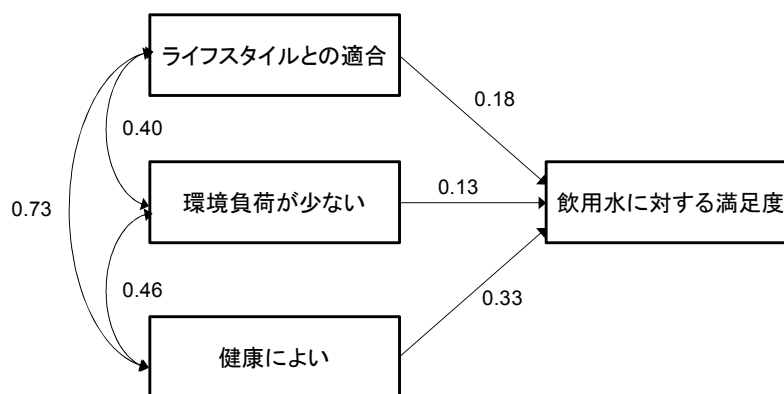 ライフスタイルとの適合
0.18
0.40
環境負荷が少ない
0.13
飲用水に対する満足度
0.73
0.46
0.33
健康によい